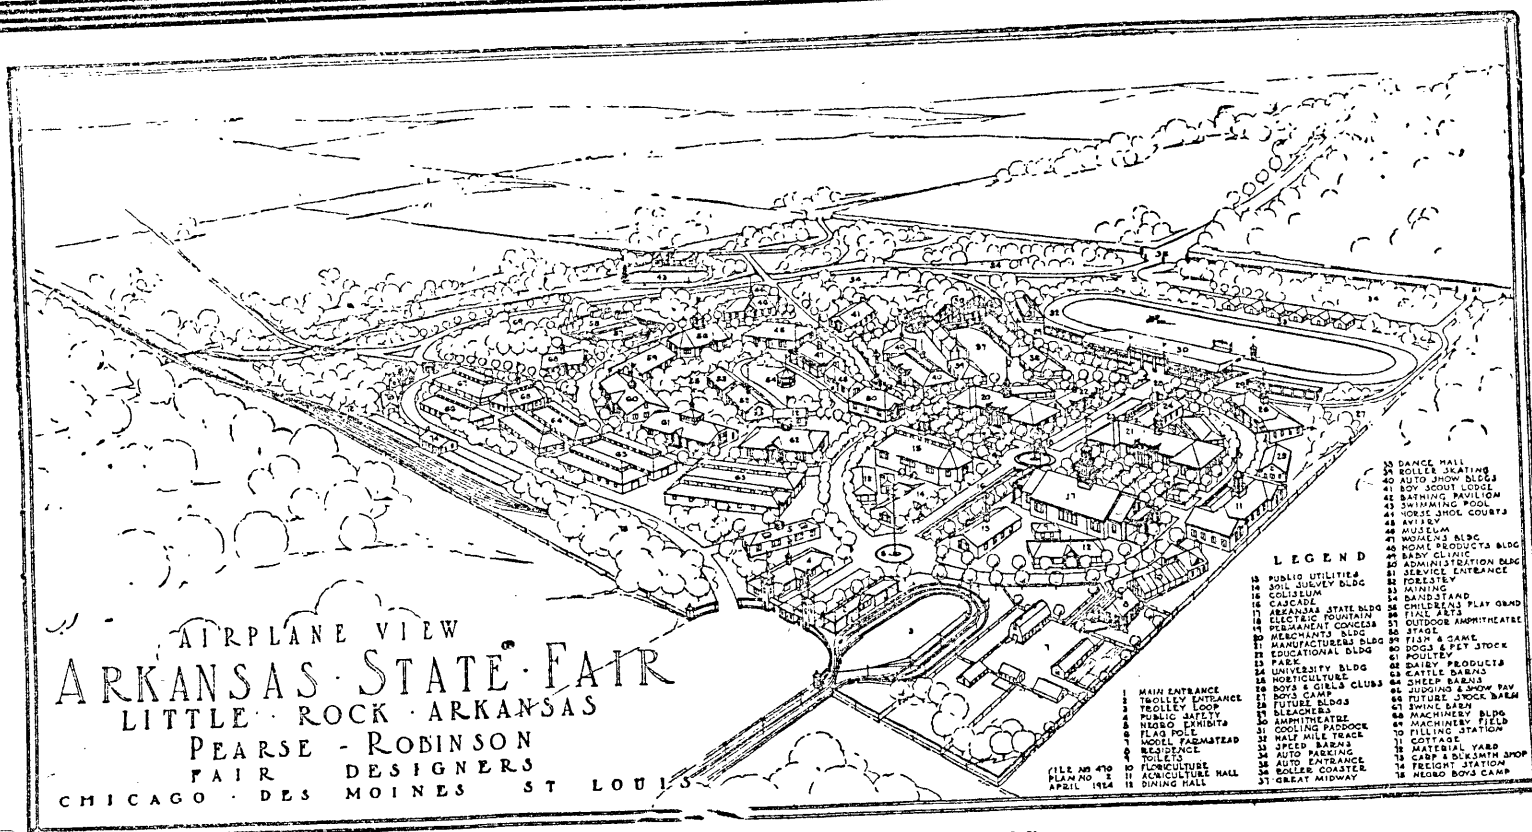 AIRPLANE VIEW
ARKANSAS · STATE · FAIR
LITTLE · ROCK · ARKANSAS
PEARSE - ROBINSON
FAIR DESIGNERS
CHICAGO · DES MOINES ST LOUIS
FILE NO 470
PLAN NO 2
APRIL 1924
LEGEND
1 MAIN ENTRANCE
2 TROLLEY ENTRANCE
3 TROLLEY LOOP
4 PUBLIC SAFETY
5 NEGRO EXHIBITS
6 FLAG POLE
7 MODEL FARMSTEAD
8 RESIDENCE
9 TOILETS
10 FLORICULTURE
11 AGRICULTURE HALL
12 DINING HALL
13 PUBLIC UTILITIES
14 SOIL SURVEY BLDG
15 COLISEUM
16 CASCADE
17 ARKANSAS STATE BLDG
18 ELECTRIC FOUNTAIN
19 PERMANENT CONCESS
20 MERCHANTS BLDG
21 MANUFACTURERS BLDG
22 EDUCATIONAL BLDG
23 PARK
24 UNIVERSITY BLDG
25 HORTICULTURE
26 BOYS & GIRLS CLUBS
27 BOYS CAMP
28 FUTURE BLDGS
29 BLEACHERS
30 AMPHITHEATRE
31 COOLING PADDOCK
32 HALF MILE TRACK
33 SPEED BARNS
34 AUTO PARKING
35 AUTO ENTRANCE
36 ROLLER COASTER
37 GREAT MIDWAY
38 DANCE HALL
39 ROLLER SKATING
40 AUTO SHOW BLDGS
41 BOY SCOUT LODGE
42 BATHING PAVILION
43 SWIMMING POOL
44 HORSE SHOE COURTS
45 AVIARY
46 MUSEUM
47 WOMENS BLDG
48 HOME PRODUCTS BLDG
49 BABY CLINIC
50 ADMINISTRATION BLDG
51 SERVICE ENTRANCE
52 FORESTRY
53 MINING
54 BAND STAND
55 CHILDRENS PLAY GRND
56 FINE ARTS
57 OUTDOOR AMPHITHEATRE
58 STAGE
59 FISH & GAME
60 DOGS & PET STOCK
61 POULTRY
62 DAIRY PRODUCTS
63 CATTLE BARNS
64 SHEEP BARNS
65 JUDGING & SHOW PAV
66 FUTURE STOCK BARN
67 SWINE BARN
68 MACHINERY BLDG
69 MACHINERY FIELD
70 FILLING STATION
71 COTTAGE
72 MATERIAL YARD
73 CARP & BLKSMITH SHOP
74 FREIGHT STATION
75 NEGRO BOYS CAMP